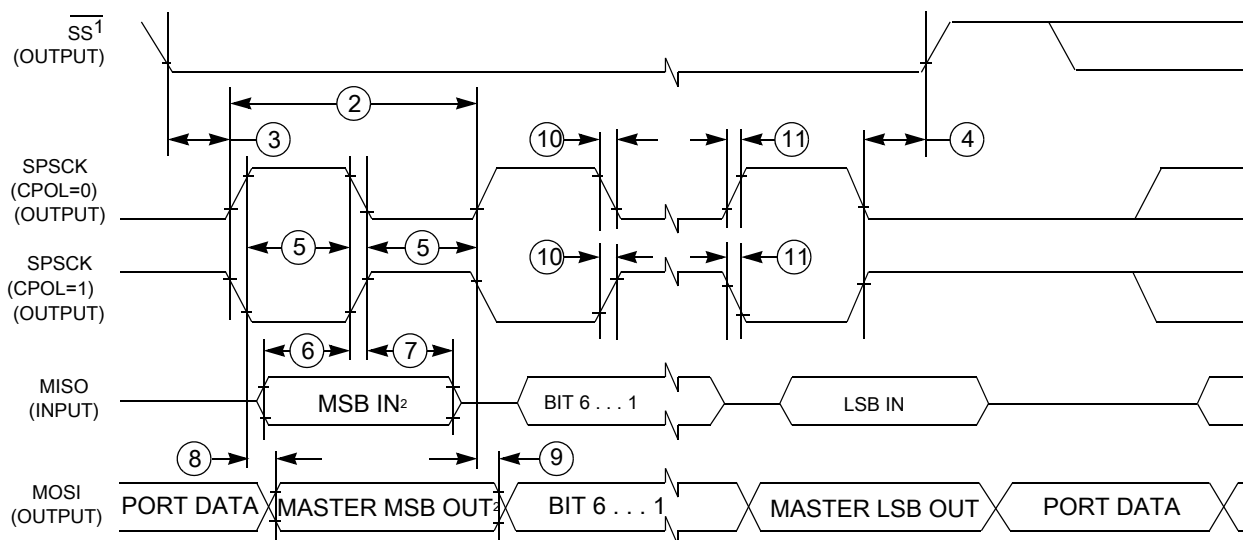 SS1
(OUTPUT)
2
3
10
11
4
SPSCK
(CPOL=0)
(OUTPUT)
5
5
SPSCK
(CPOL=1)
(OUTPUT)
10
11
6
7
MISO
(INPUT)
MSB IN2
BIT 6 . . . 1
LSB IN
8
9
MOSI
(OUTPUT)
PORT DATA
MASTER MSB OUT2
BIT 6 . . . 1
MASTER LSB OUT
PORT DATA